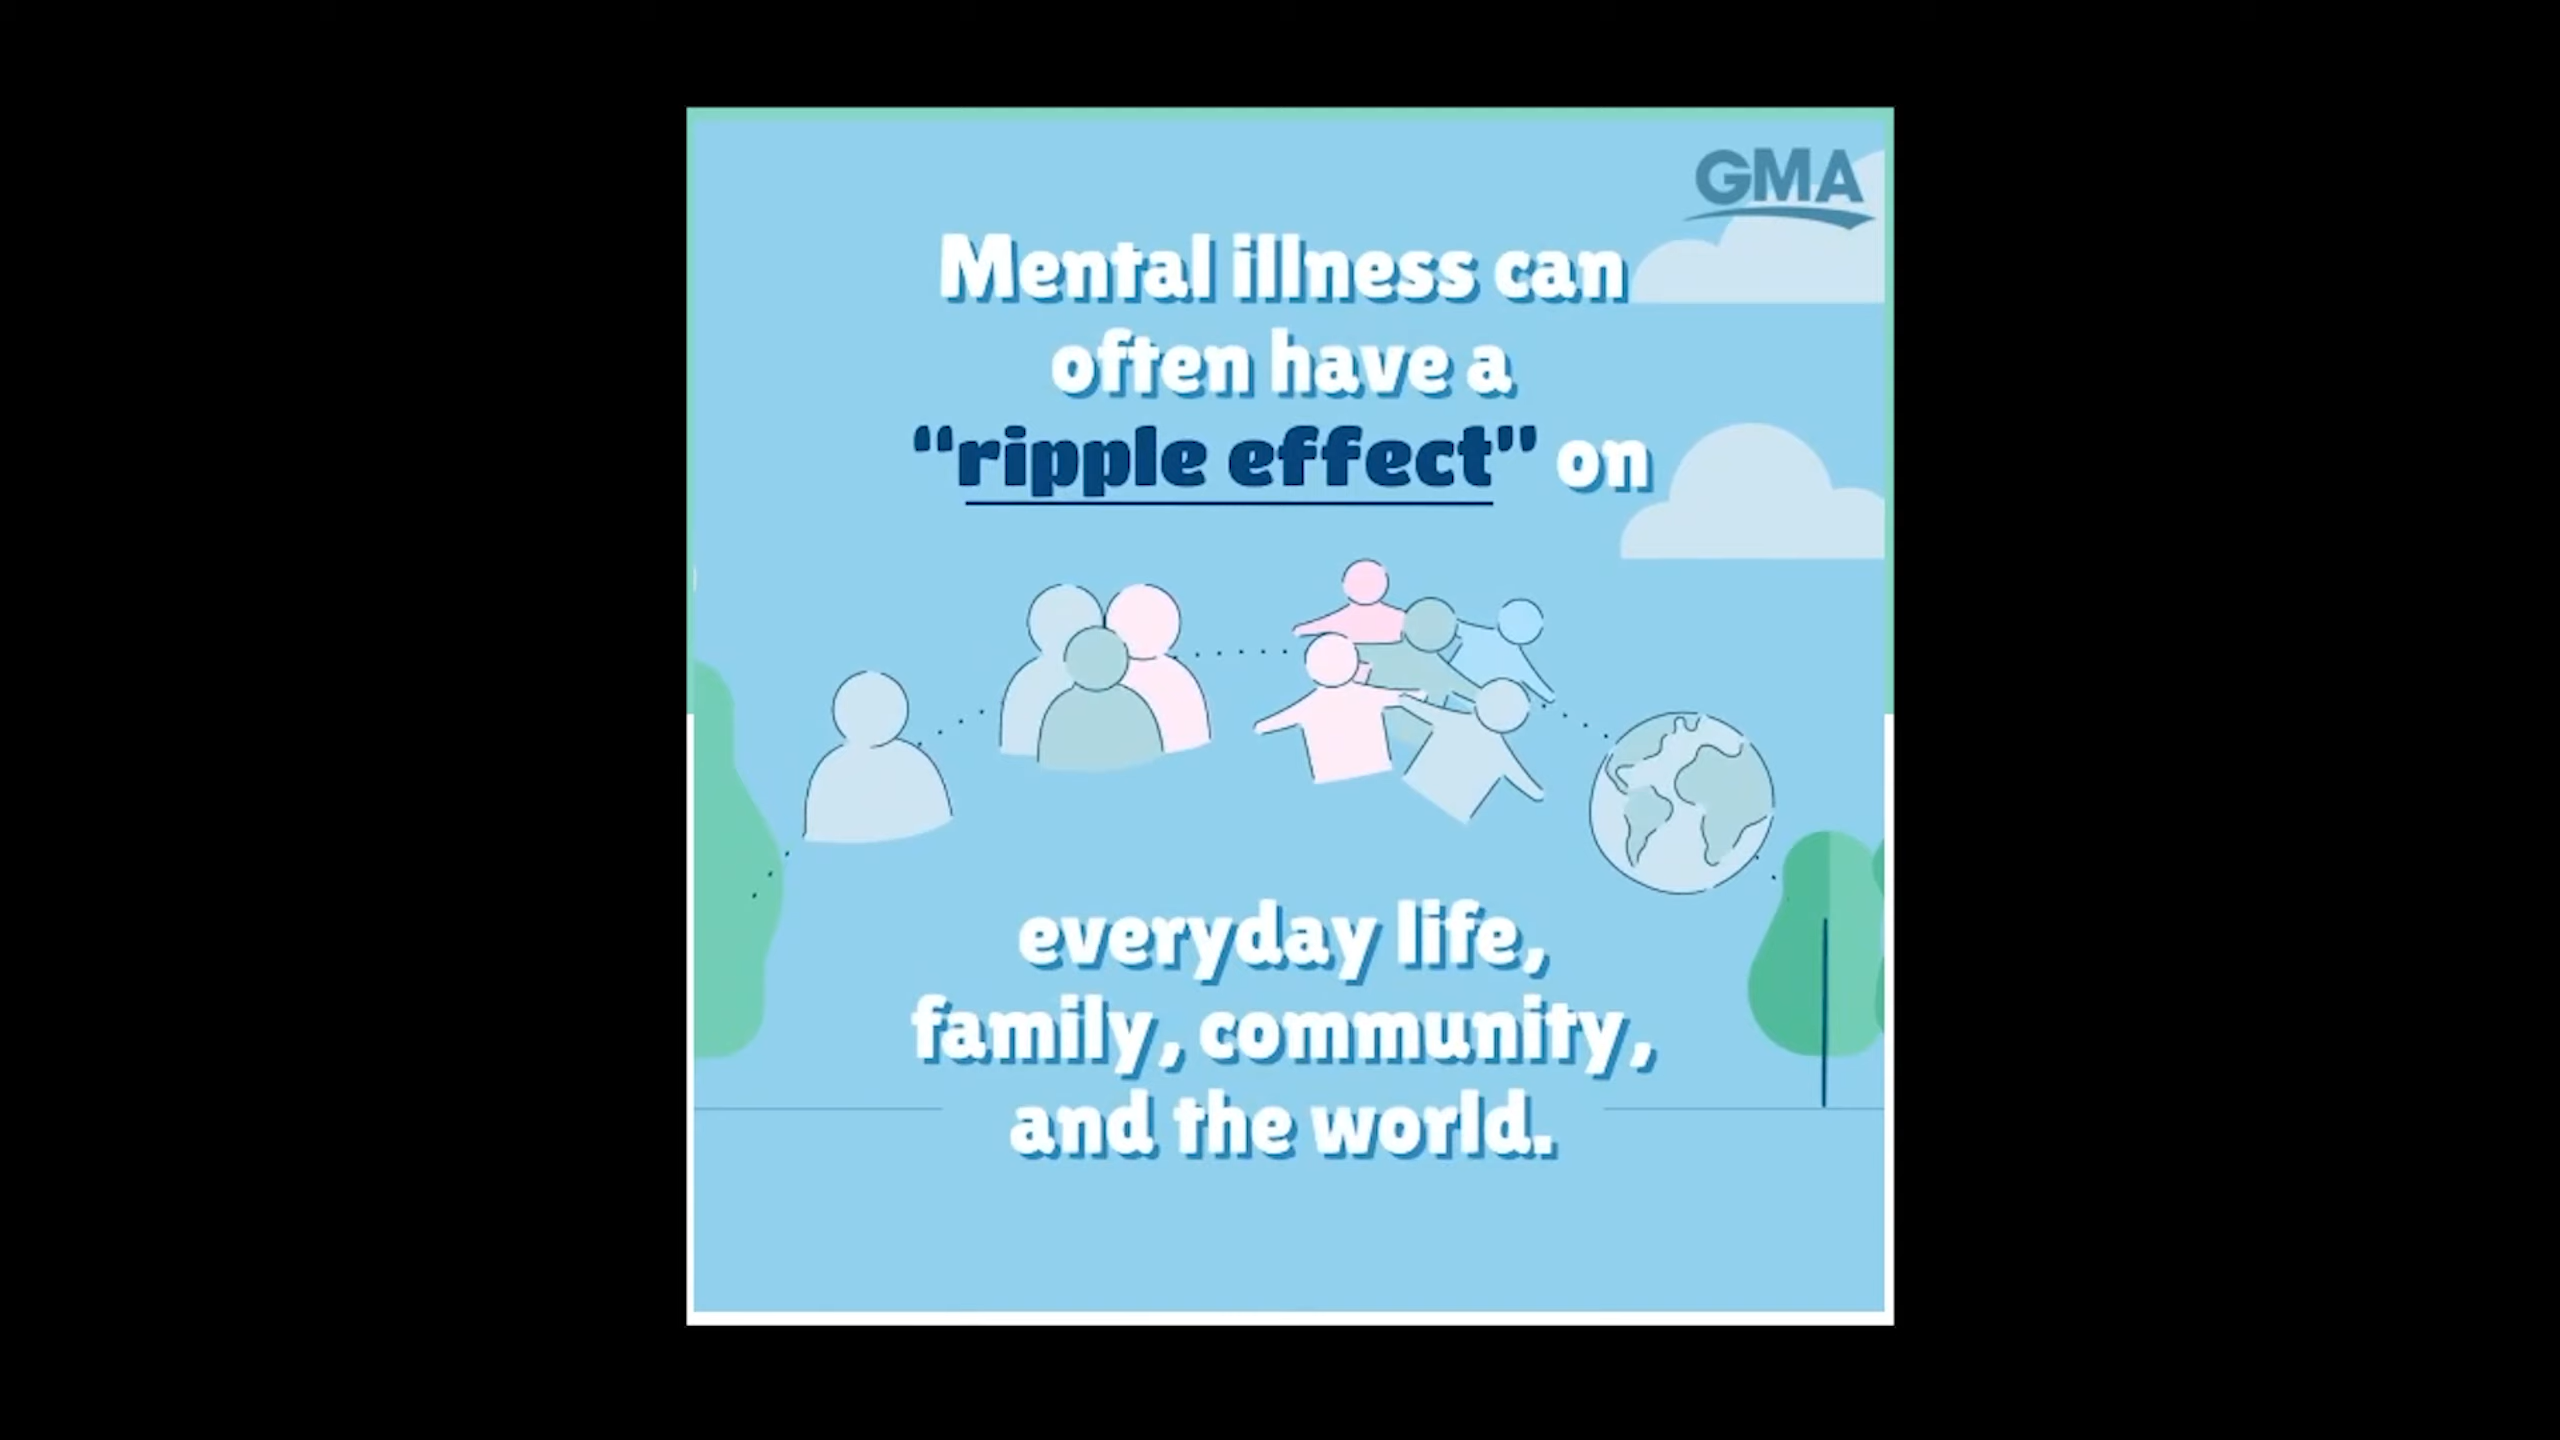 GMA
Mental illness can
often have a
“ripple effect” on
everyday life,
family, community,
and the world.